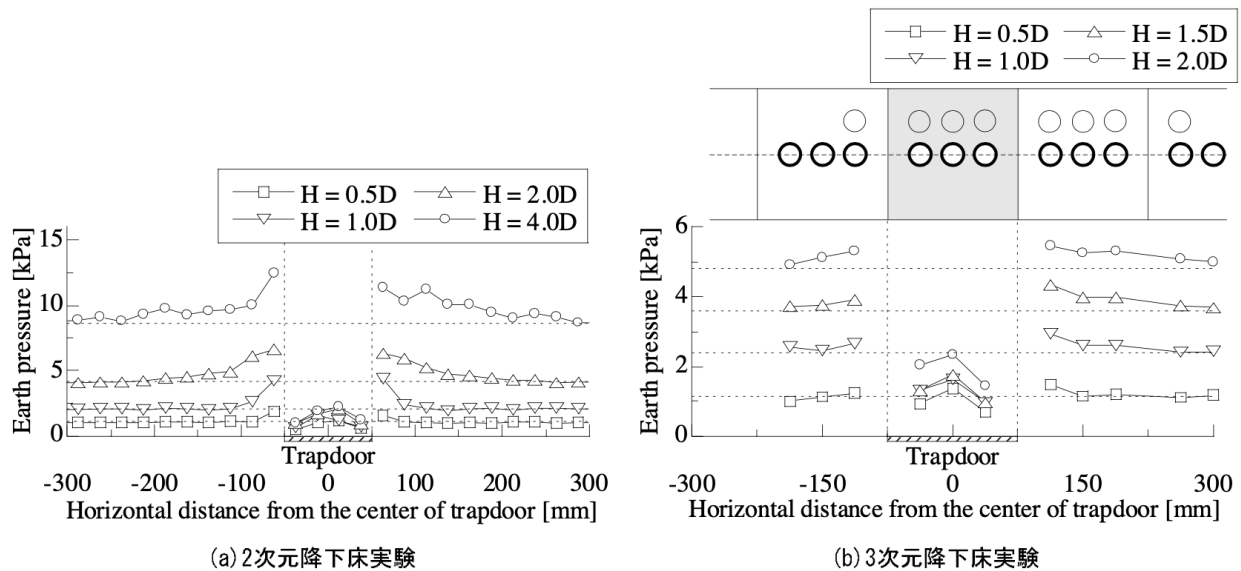 H = 0.5D
H = 2.0D
H = 1.0D
H = 4.0D
Earth pressure [kPa]
15
10
5
0
Trapdoor
-300
-200
-100
0
100
200
300
Horizontal distance from the center of trapdoor [mm]
(a)2次元降下床実験
H = 0.5D
H = 1.5D
H = 1.0D
H = 2.0D
Earth pressure [kPa]
6
4
2
0
Trapdoor
-300
-150
0
150
300
Horizontal distance from the center of trapdoor [mm]
(b)3次元降下床実験